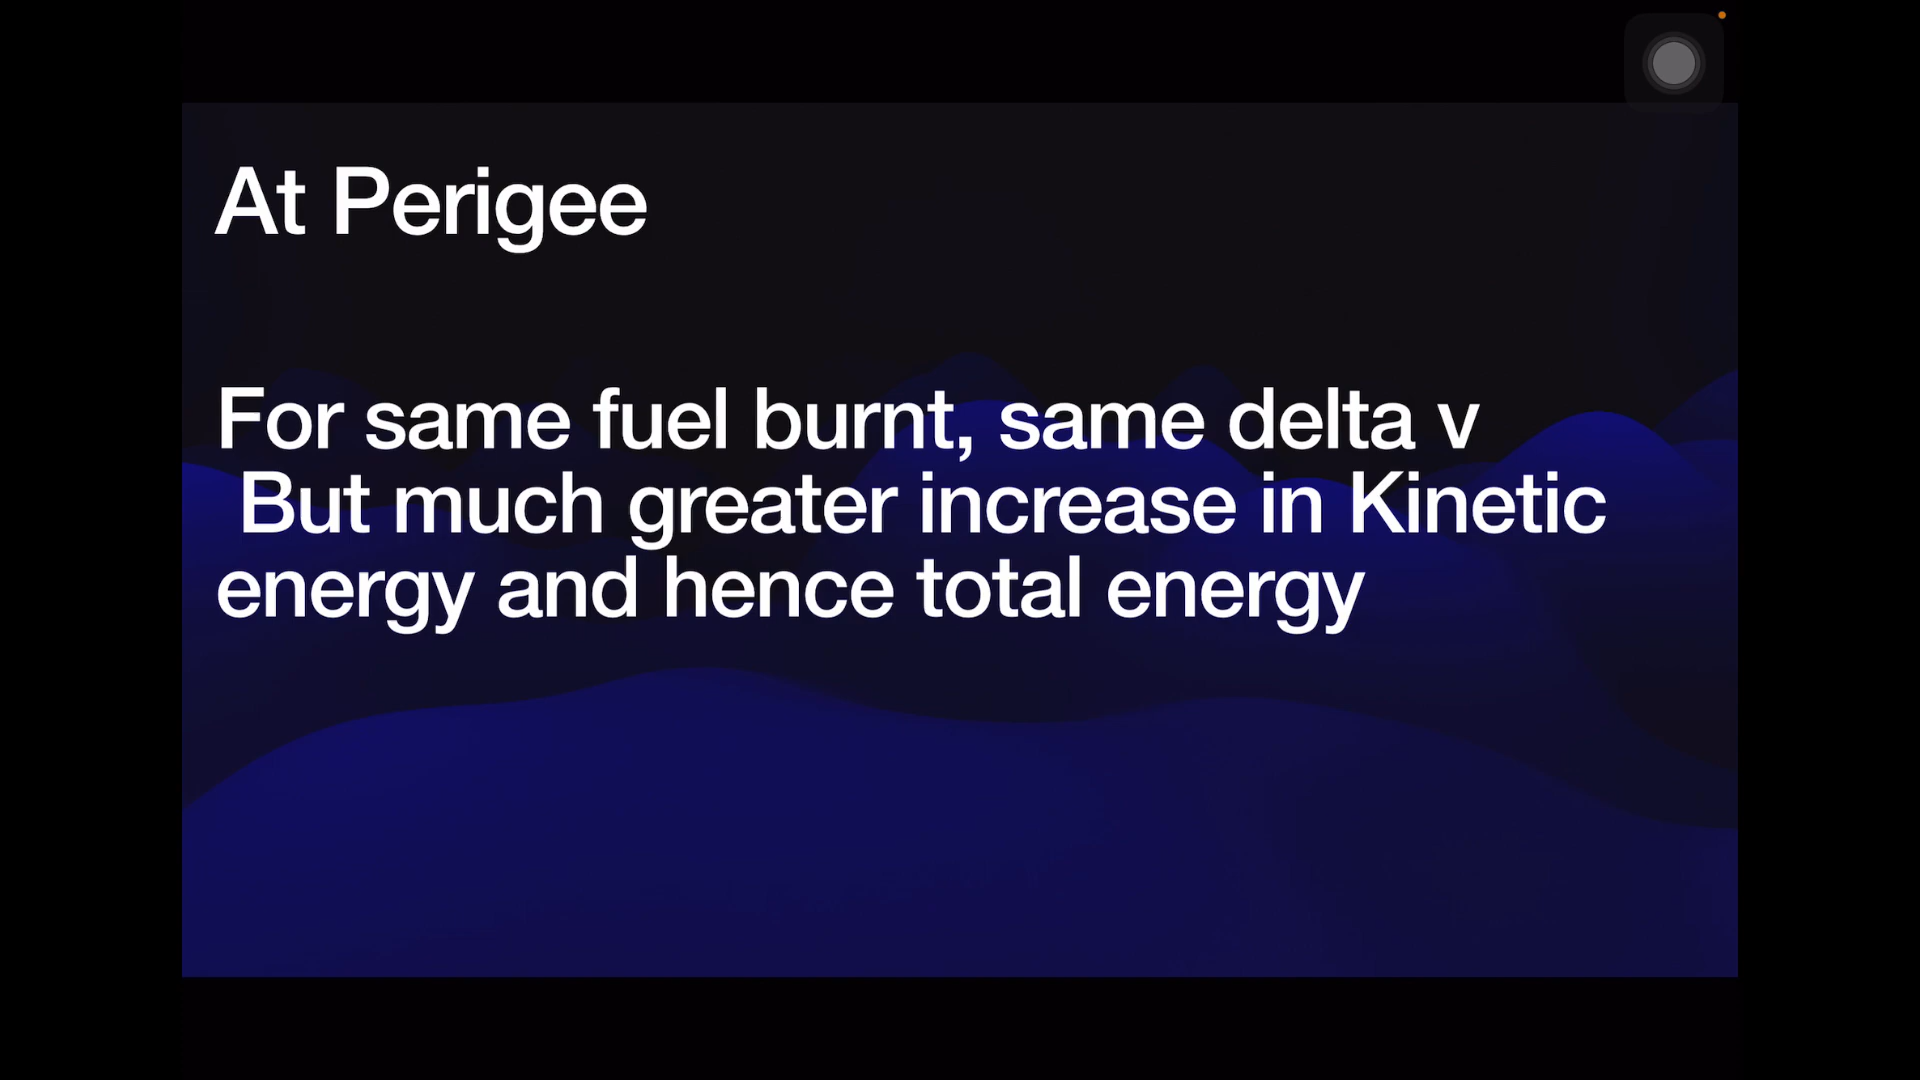 At Perigee
For same fuel burnt, same delta v
But much greater increase in Kinetic
energy and hence total energy